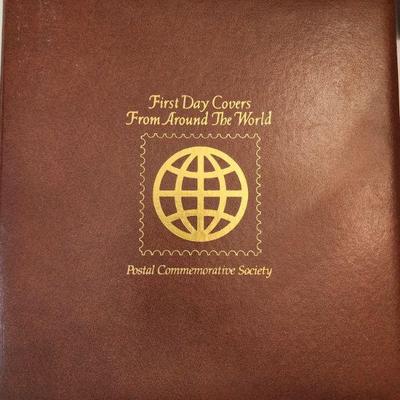 First Day Covers
From Around The World
Postal Commemorative Society